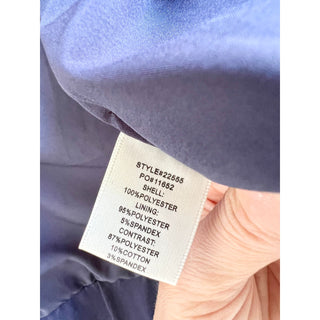 STYLE#22555
PO#11652
SHELL:
100%POLYESTER
LINING:
95%POLYESTER
5%SPANDEX
CONTRAST:
87%POLYESTER
10%COTTON
3%SPANDEX